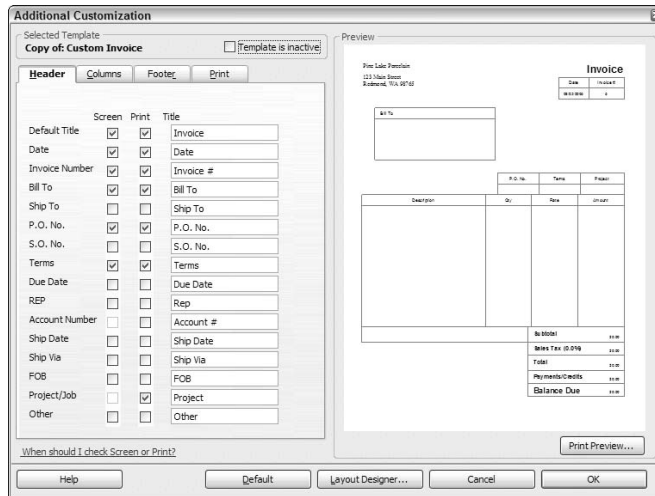 Additional Customization
Selected Template
Copy of: Custom Invoice
Template is inactive
Header Columns Footer Print
Screen Print Title
Default Title Invoice
Date Date
Invoice Number Invoice #
Bill To Bill To
Ship To Ship To
P.O. No. P.O. No.
S.O. No. S.O. No.
Terms Terms
Due Date Due Date
REP Rep
Account Number Account #
Ship Date Ship Date
Ship Via Ship Via
FOB FOB
Project/Job Project
Other Other
When should I check Screen or Print?
Preview
Pine Lake Porcelain
123 Main Street
Redmond, WA 98765
Invoice
Date Invoice #
Bill To
P.O. No. Terms Project
Description Qty Rate Amount
Subtotal
Sales Tax (0.0%)
Total
Payments/Credits
Balance Due
Print Preview...
Help Default Layout Designer... Cancel OK